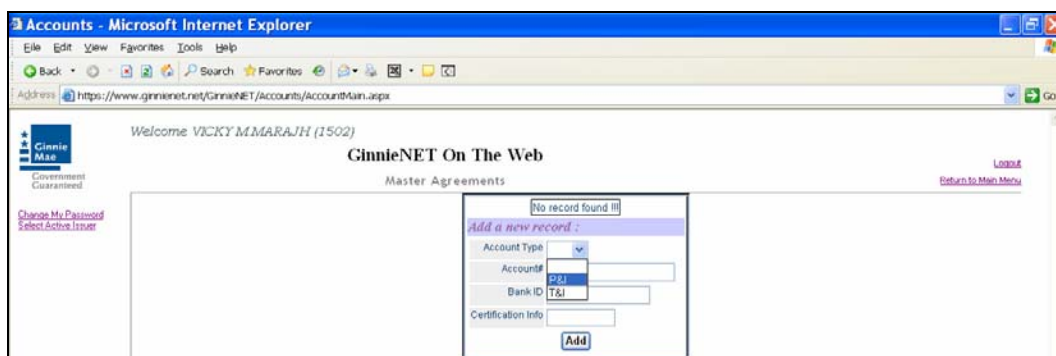 Accounts - Microsoft Internet Explorer
File Edit View Favorites Tools Help
Back Search Favorites
Address https://www.ginnienet.net/GinnieNET/Accounts/AccountMain.aspx Go
Welcome VICKY M.MARAJH (1502)
Ginnie
Mae
GinnieNET On The Web
Logout
Government
Guaranteed
Master Agreements
Return to Main Menu
Change My Password
Select Active Issuer
No record found !!!
Add a new record :
Account Type
Account#
P&I
Bank ID
T&I
Certification Info
Add